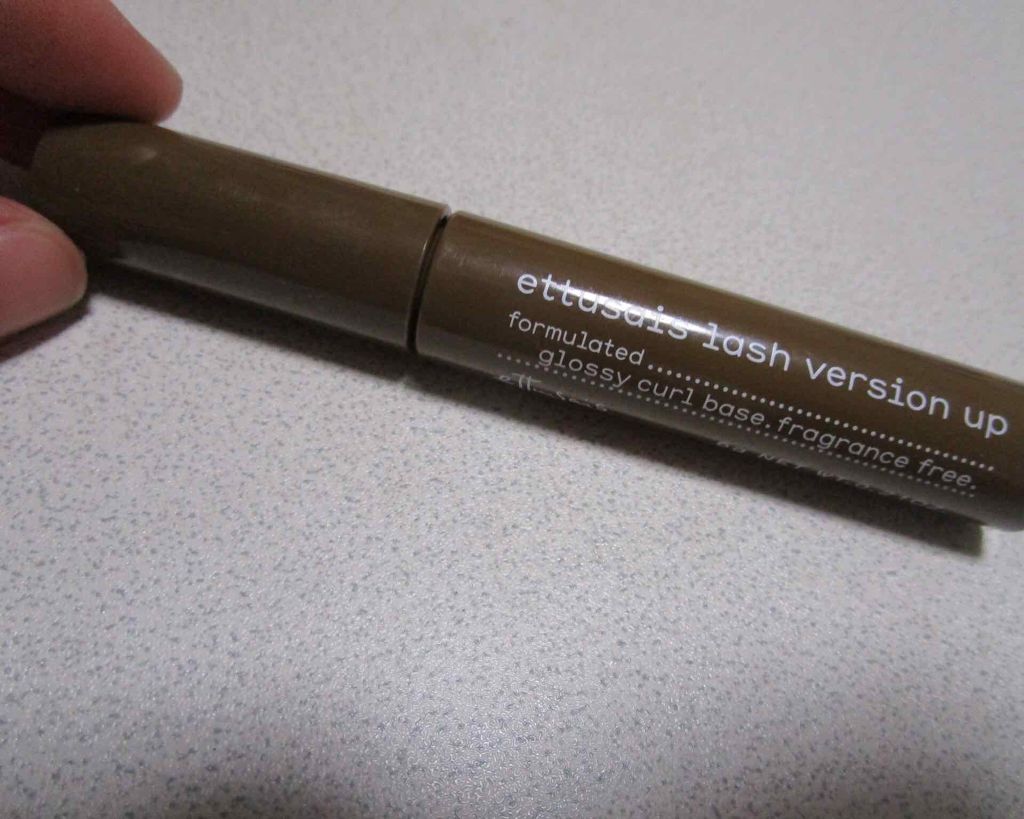 ettusais lash version up
formulated
glossy curl base.fragrance free.